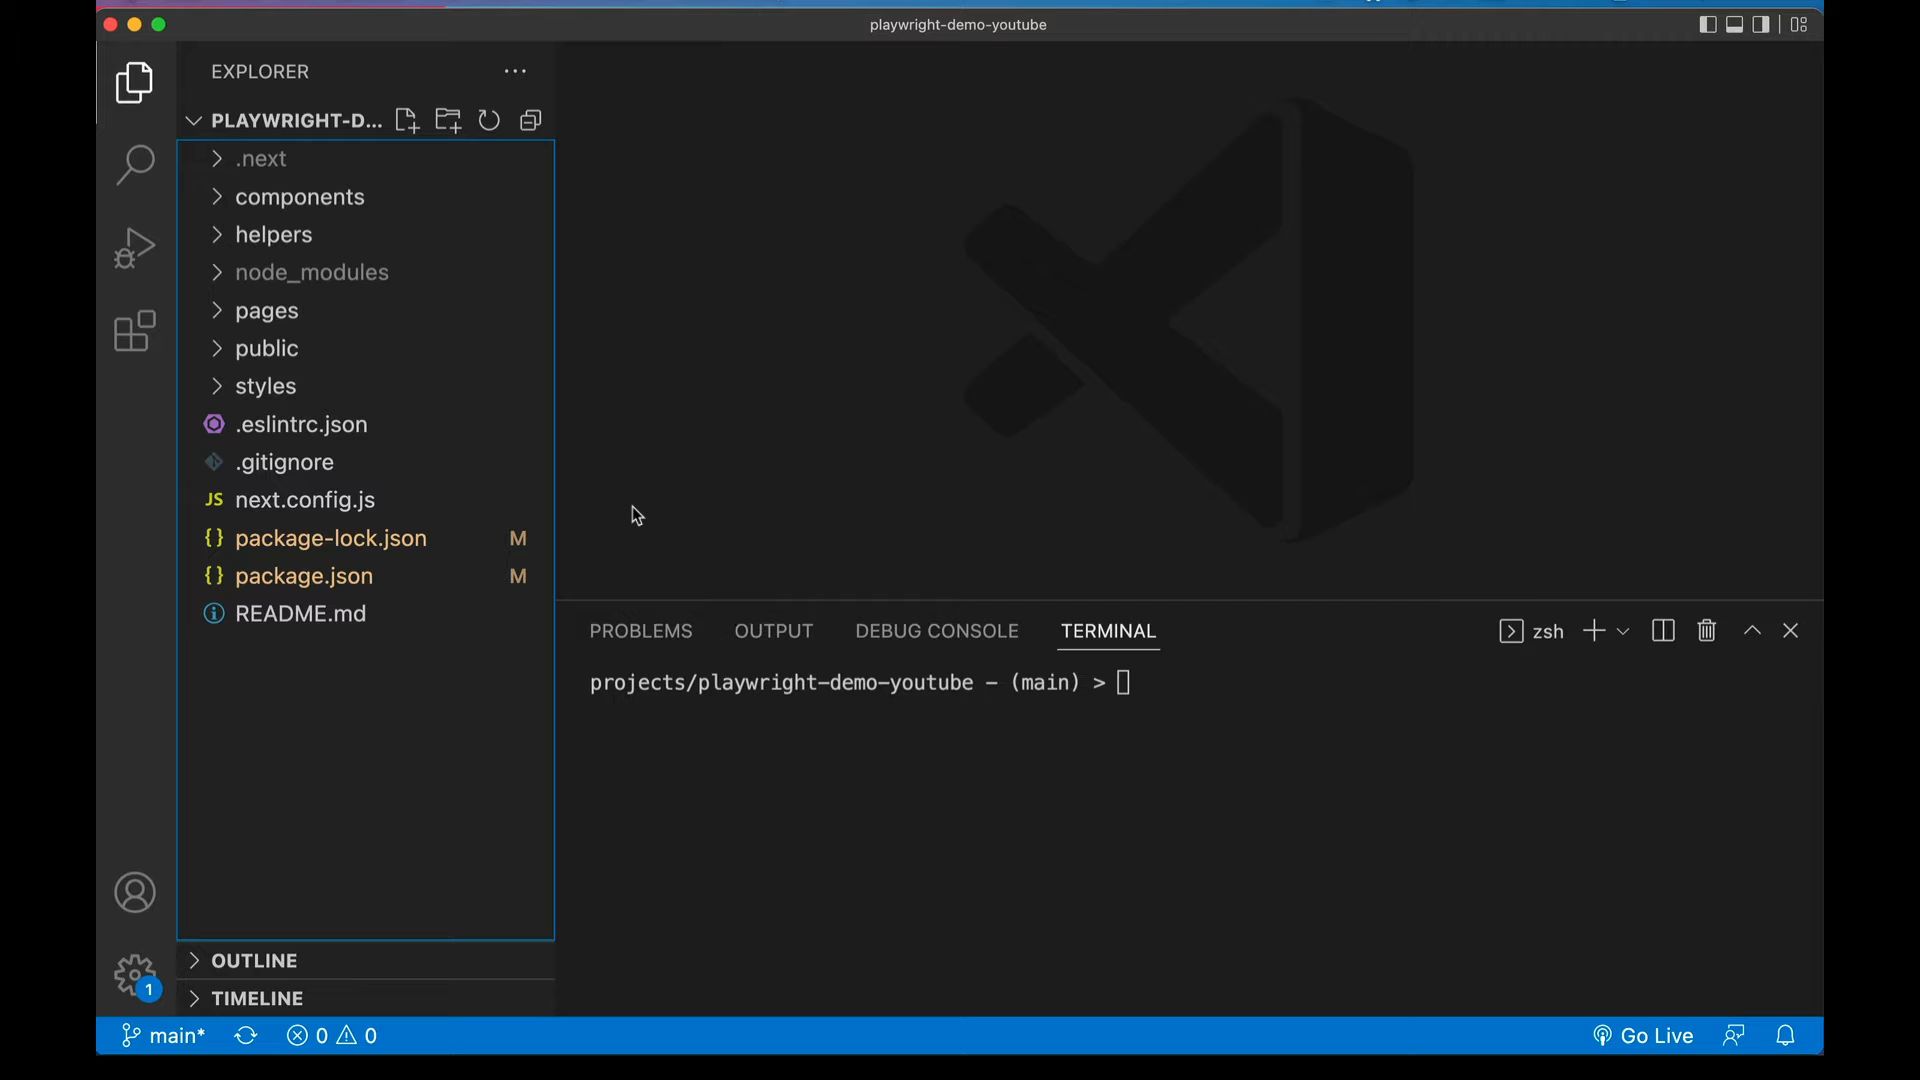 playwright-demo-youtube
EXPLORER
PLAYWRIGHT-D...
.next
components
helpers
node_modules
pages
public
styles
.eslintrc.json
.gitignore
JS next.config.js
{} package-lock.json M
{} package.json M
README.md
OUTLINE
TIMELINE
PROBLEMS OUTPUT DEBUG CONSOLE TERMINAL zsh
projects/playwright-demo-youtube - (main) >
1
main* 0 0 Go Live